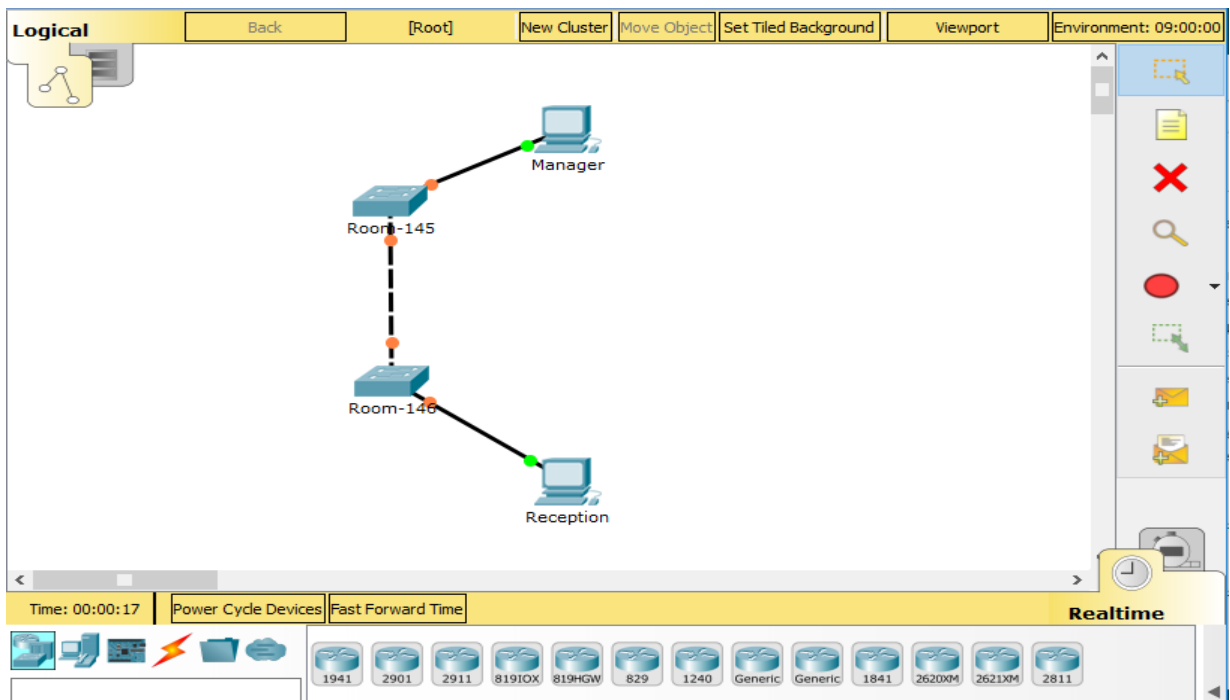 Logical Back [Root] New Cluster Move Object Set Tiled Background Viewport Environment: 09:00:00
Manager
Room-145
Room-146
Reception
Time: 00:00:17 Power Cycle Devices Fast Forward Time Realtime
1941 2901 2911 819IOX 819HGW 829 1240 Generic Generic 1841 2620XM 2621XM 2811